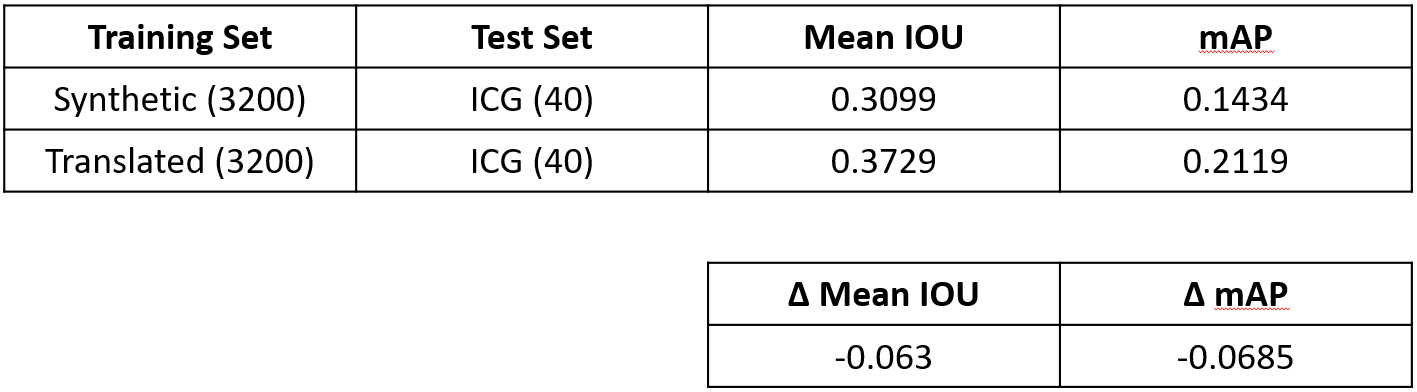 Training Set Test Set Mean IOU mAP
Synthetic (3200) ICG (40) 0.3099 0.1434
Translated (3200) ICG (40) 0.3729 0.2119
Δ Mean IOU Δ mAP
-0.063 -0.0685